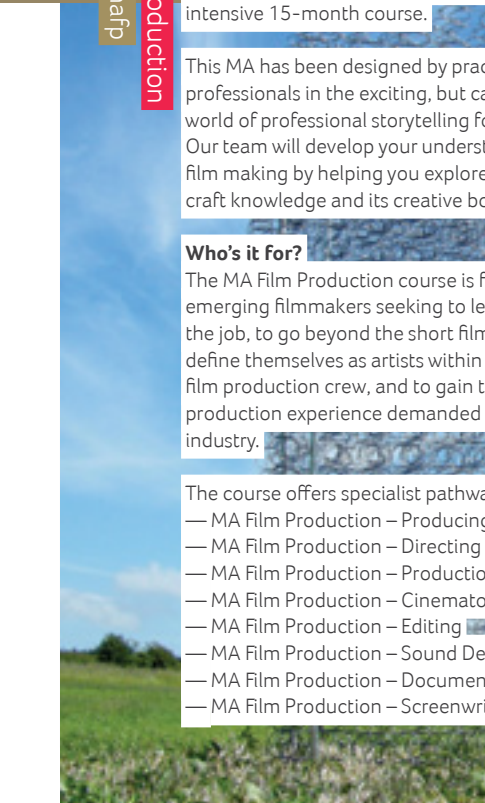 afp
oduction
intensive 15-month course.
This MA has been designed by prac
professionals in the exciting, but ca
world of professional storytelling fo
Our team will develop your underst
film making by helping you explore
craft knowledge and its creative bo
Who's it for?
The MA Film Production course is f
emerging filmmakers seeking to le
the job, to go beyond the short film
define themselves as artists within
film production crew, and to gain t
production experience demanded
industry.
The course offers specialist pathwa
— MA Film Production – Producing
— MA Film Production – Directing
— MA Film Production – Productio
— MA Film Production – Cinemato
— MA Film Production – Editing
— MA Film Production – Sound De
— MA Film Production – Documen
— MA Film Production – Screenwri